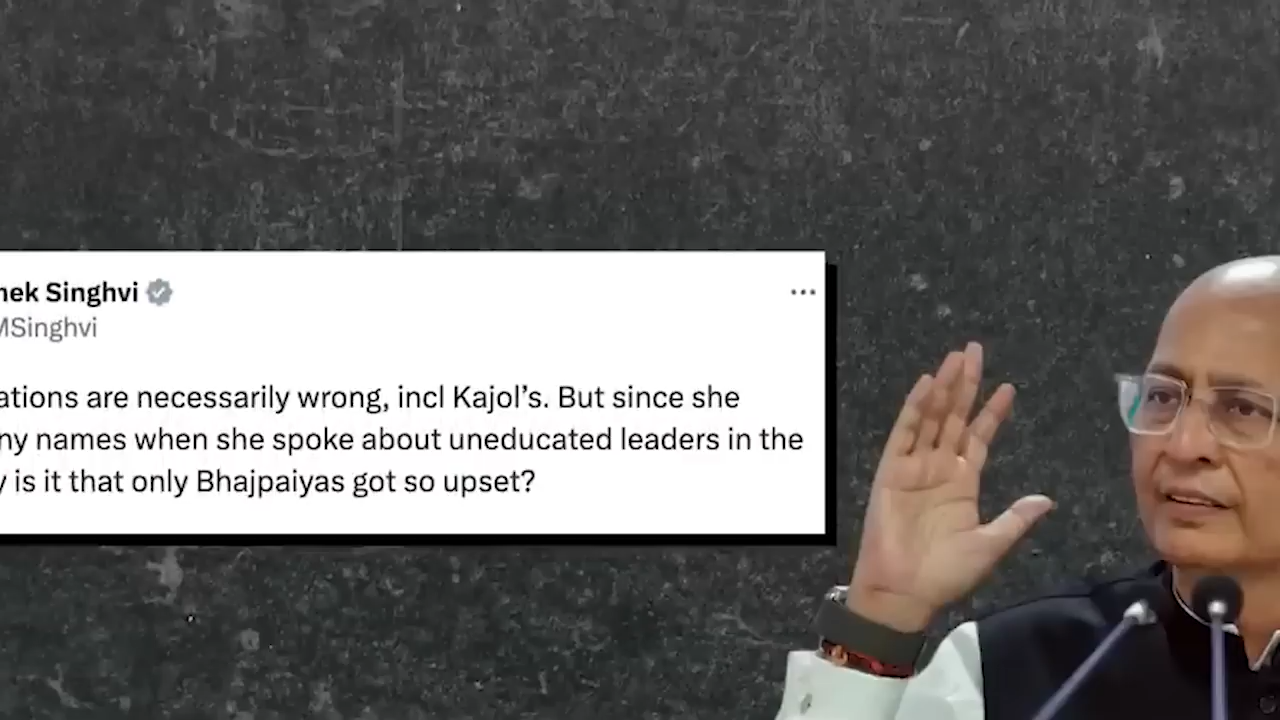 nek Singhvi
MSinghvi
ations are necessarily wrong, incl Kajol’s. But since she
ny names when she spoke about uneducated leaders in the
y is it that only Bhajpaiyas got so upset?